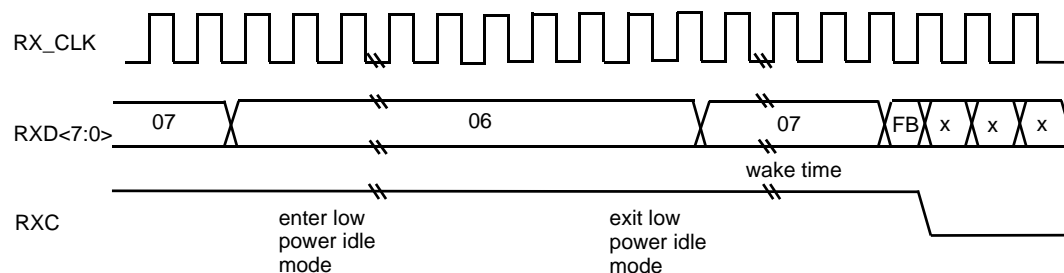 RX_CLK
RXD<7:0>
07
06
07
FB
x
x
x
wake time
RXC
enter low
power idle
mode
exit low
power idle
mode